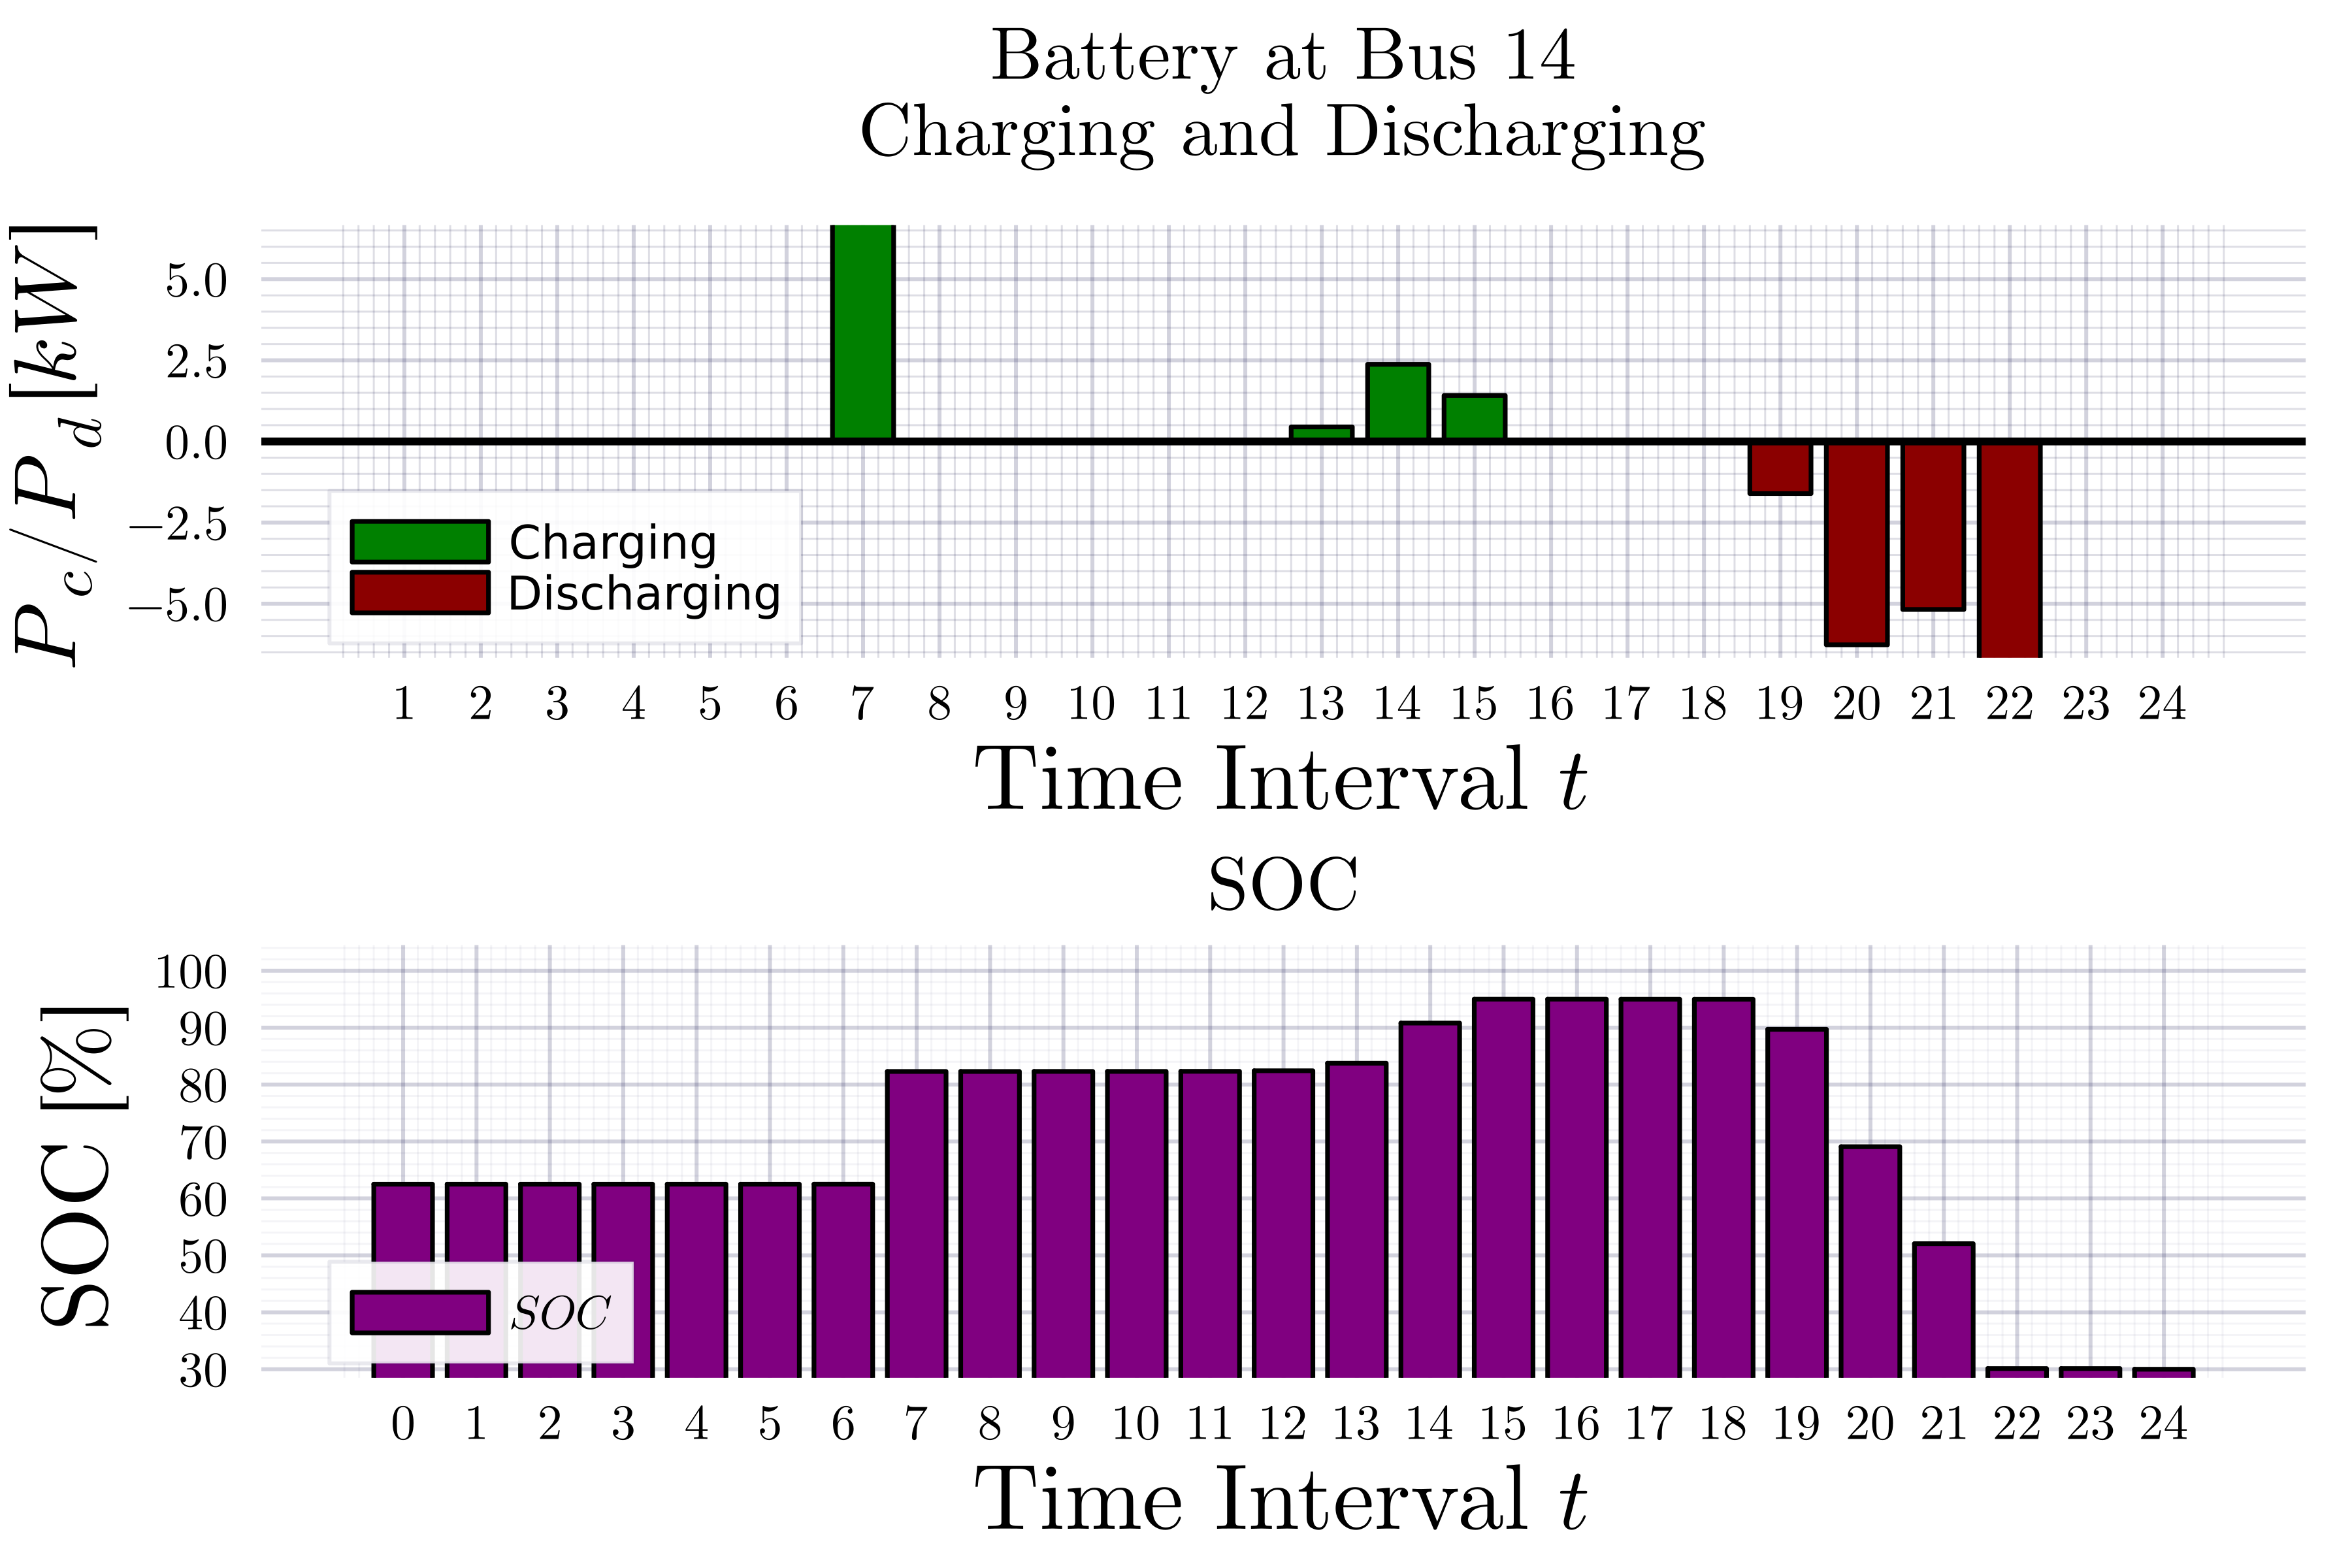 Battery at Bus 14
Charging and Discharging
P_c/P_d [kW]
5.0
2.5
0.0
−2.5
−5.0
Charging
Discharging
1 2 3 4 5 6 7 8 9 10 11 12 13 14 15 16 17 18 19 20 21 22 23 24
Time Interval t
SOC
SOC [%]
100
90
80
70
60
50
40
30
SOC
0 1 2 3 4 5 6 7 8 9 10 11 12 13 14 15 16 17 18 19 20 21 22 23 24
Time Interval t